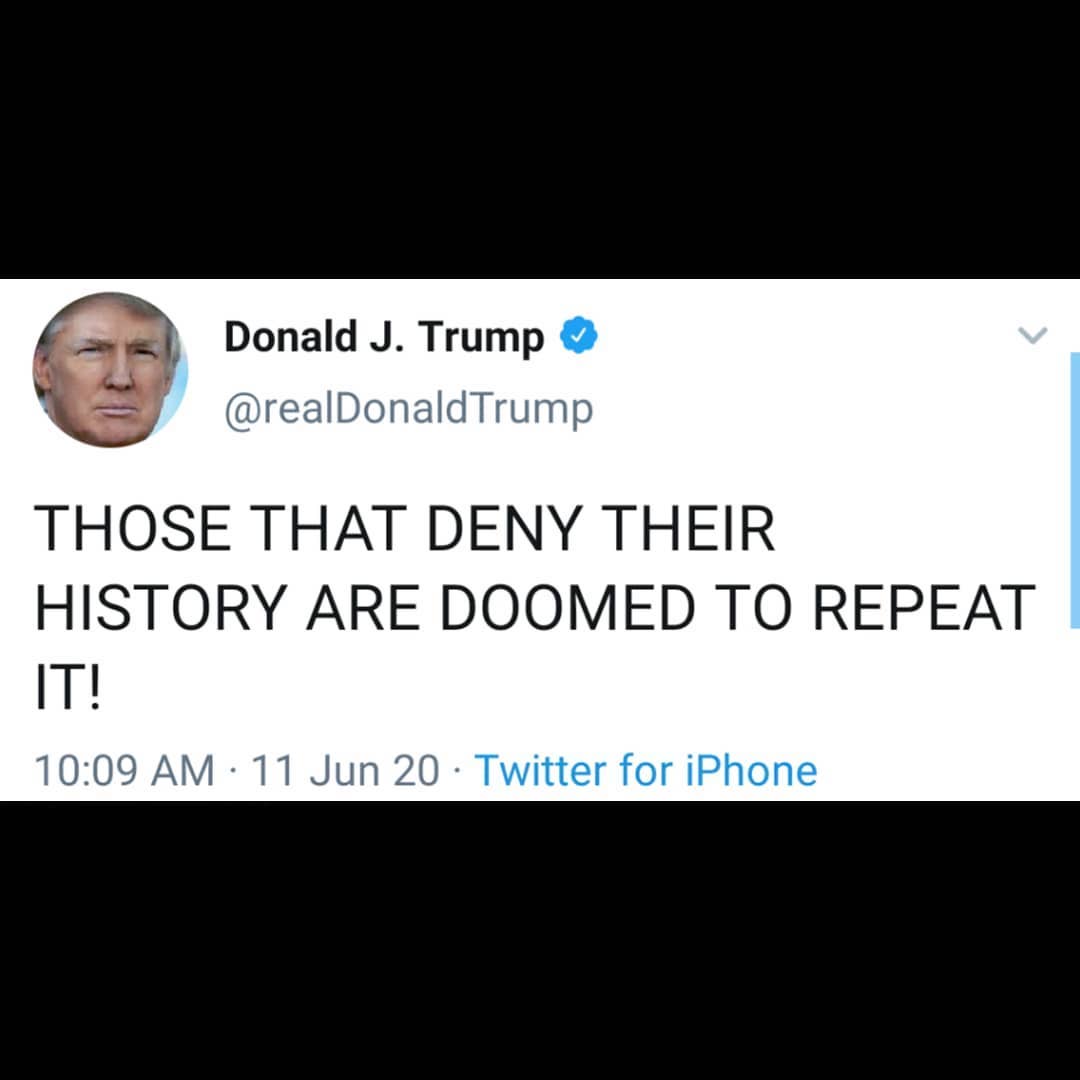 Donald J. Trump
@realDonaldTrump
THOSE THAT DENY THEIR
HISTORY ARE DOOMED TO REPEAT
IT!
10:09 AM · 11 Jun 20 · Twitter for iPhone